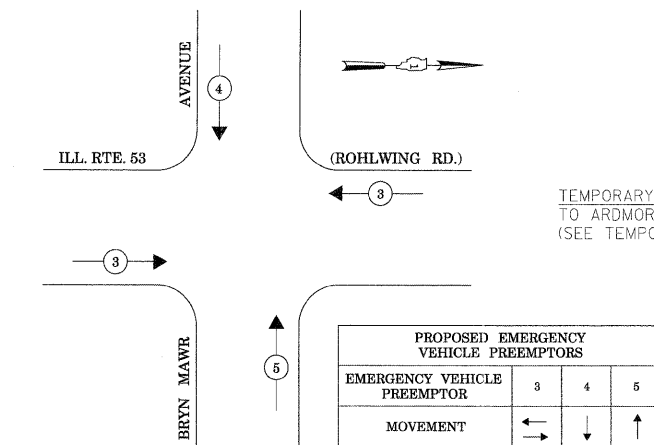 AVENUE
4
ILL. RTE. 53
(ROHLWING RD.)
3
TEMPORARY
TO ARDMOR
(SEE TEMPO
3
5
BRYN MAWR
PROPOSED EMERGENCY
VEHICLE PREEMPTORS
EMERGENCY VEHICLE
PREEMPTOR
3
4
5
MOVEMENT